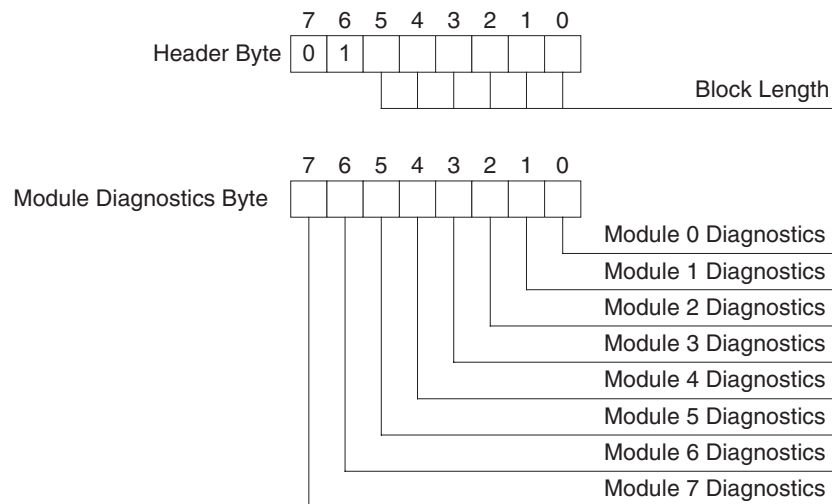 7 6 5 4 3 2 1 0
Header Byte 0 1
Block Length
7 6 5 4 3 2 1 0
Module Diagnostics Byte
Module 0 Diagnostics
Module 1 Diagnostics
Module 2 Diagnostics
Module 3 Diagnostics
Module 4 Diagnostics
Module 5 Diagnostics
Module 6 Diagnostics
Module 7 Diagnostics